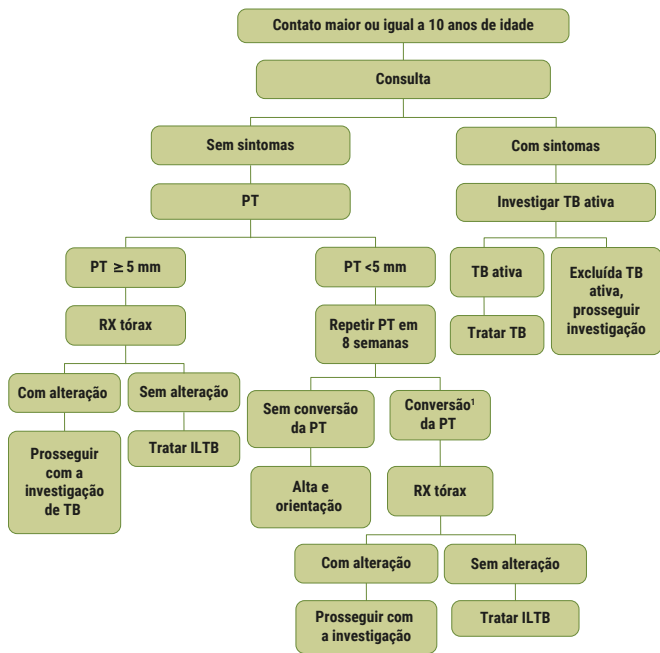 Contato maior ou igual a 10 anos de idade
Consulta
Sem sintomas
Com sintomas
PT
Investigar TB ativa
PT ≥ 5 mm
PT <5 mm
TB ativa
Excluída TB
ativa,
prosseguir
investigação
RX tórax
Repetir PT em
8 semanas
Tratar TB
Com alteração
Sem alteração
Sem conversão
da PT
Conversão¹
da PT
Prosseguir
com a
investigação
de TB
Tratar ILTB
Alta e
orientação
RX tórax
Com alteração
Sem alteração
Prosseguir com
a investigação
Tratar ILTB